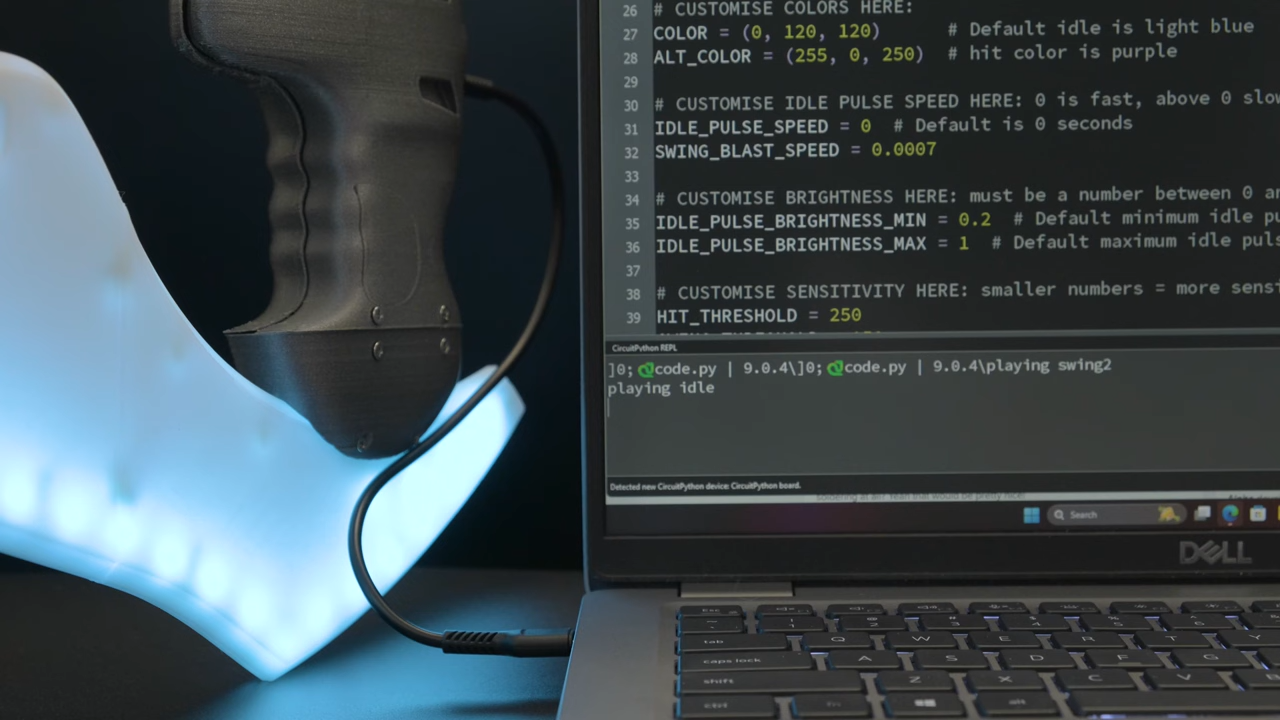 26 # CUSTOMISE COLORS HERE:
27 COLOR = (0, 120, 120) # Default idle is light blue
28 ALT_COLOR = (255, 0, 250) # hit color is purple
29
30 # CUSTOMISE IDLE PULSE SPEED HERE: 0 is fast, above 0 slow
31 IDLE_PULSE_SPEED = 0 # Default is 0 seconds
32 SWING_BLAST_SPEED = 0.0007
33
34 # CUSTOMISE BRIGHTNESS HERE: must be a number between 0 an
35 IDLE_PULSE_BRIGHTNESS_MIN = 0.2 # Default minimum idle pu
36 IDLE_PULSE_BRIGHTNESS_MAX = 1 # Default maximum idle puls
37
38 # CUSTOMISE SENSITIVITY HERE: smaller numbers = more sensi
39 HIT_THRESHOLD = 250
CircuitPython REPL
]0;code.py | 9.0.4\]0;code.py | 9.0.4\playing swing2
playing idle
Detected new CircuitPython device: CircuitPython board.
Search
DELL
Esc
tab Q W E R T Y
caps lock A S D F G
shift Z X C V
ctrl fn alt